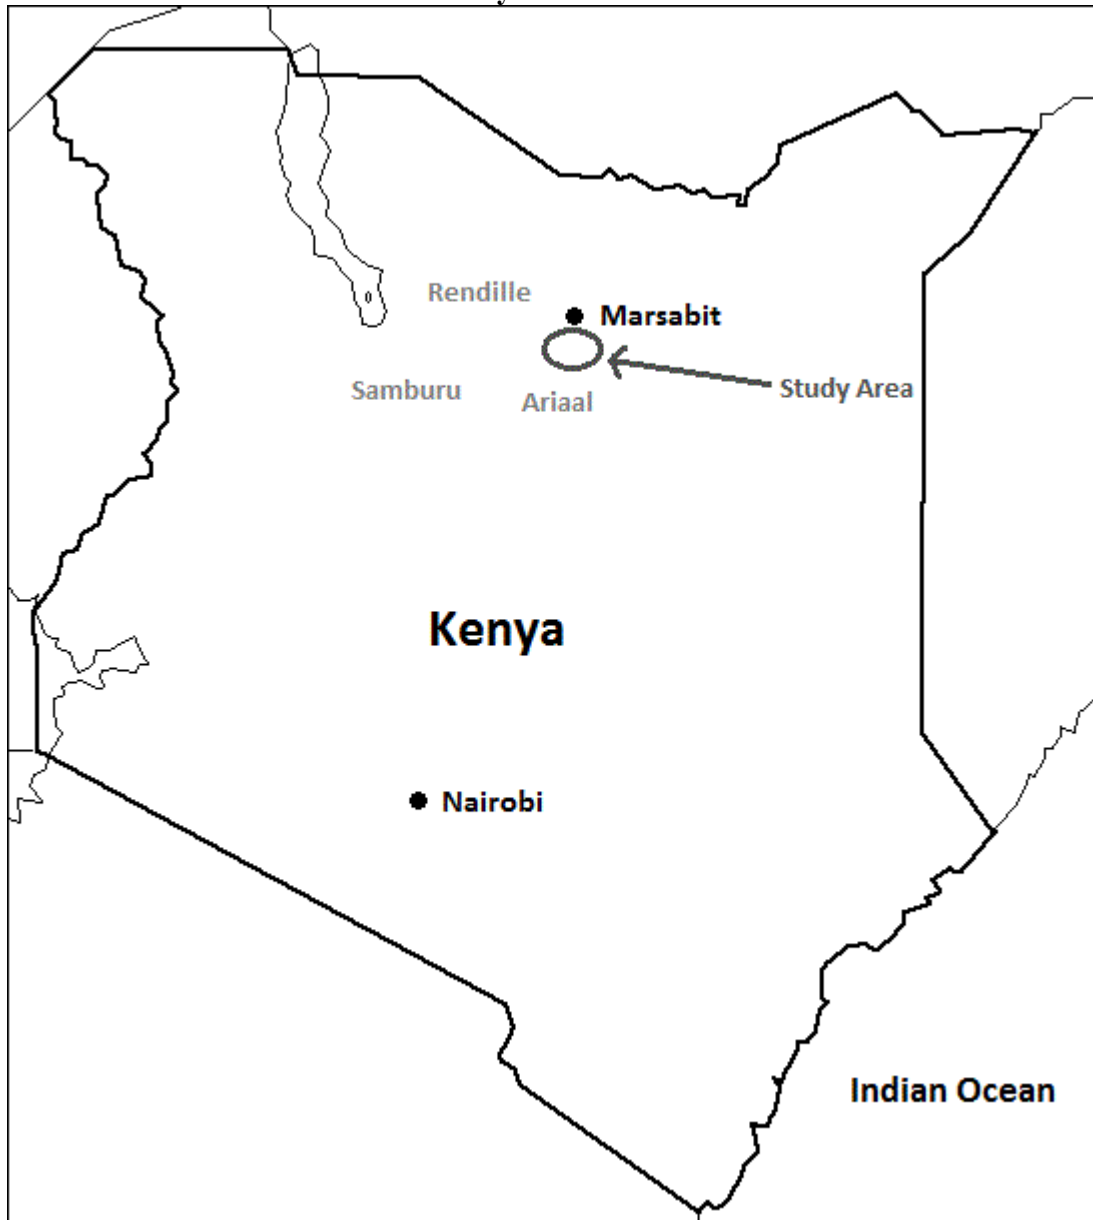 Rendille
Marsabit
Samburu
Ariaal
Study Area
Kenya
Nairobi
Indian Ocean